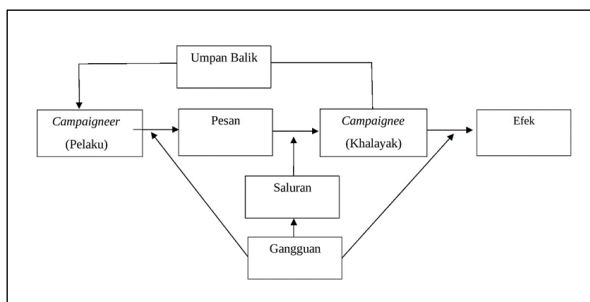 Umpan Balik
Campaigneer
(Pelaku)
Pesan
Campaignee
(Khalayak)
Efek
Saluran
Gangguan